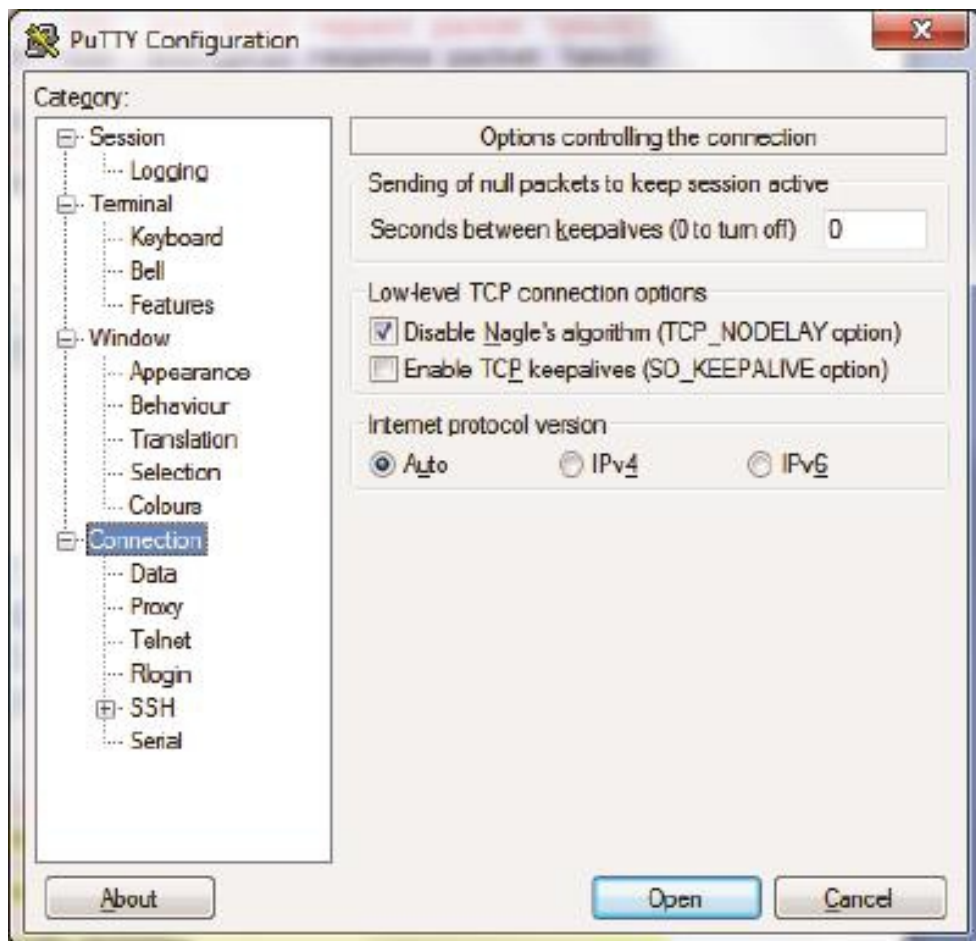 PuTTY Configuration
Category:
Session
Logging
Terminal
Keyboard
Bell
Features
Window
Appearance
Behaviour
Translation
Selection
Colours
Connection
Data
Proxy
Telnet
Rlogin
SSH
Serial
Options controlling the connection
Sending of null packets to keep session active
Seconds between keepalives (0 to turn off) 0
Low-level TCP connection options
Disable Nagle's algorithm (TCP_NODELAY option)
Enable TCP keepalives (SO_KEEPALIVE option)
Internet protocol version
Auto IPv4 IPv6
About Open Cancel